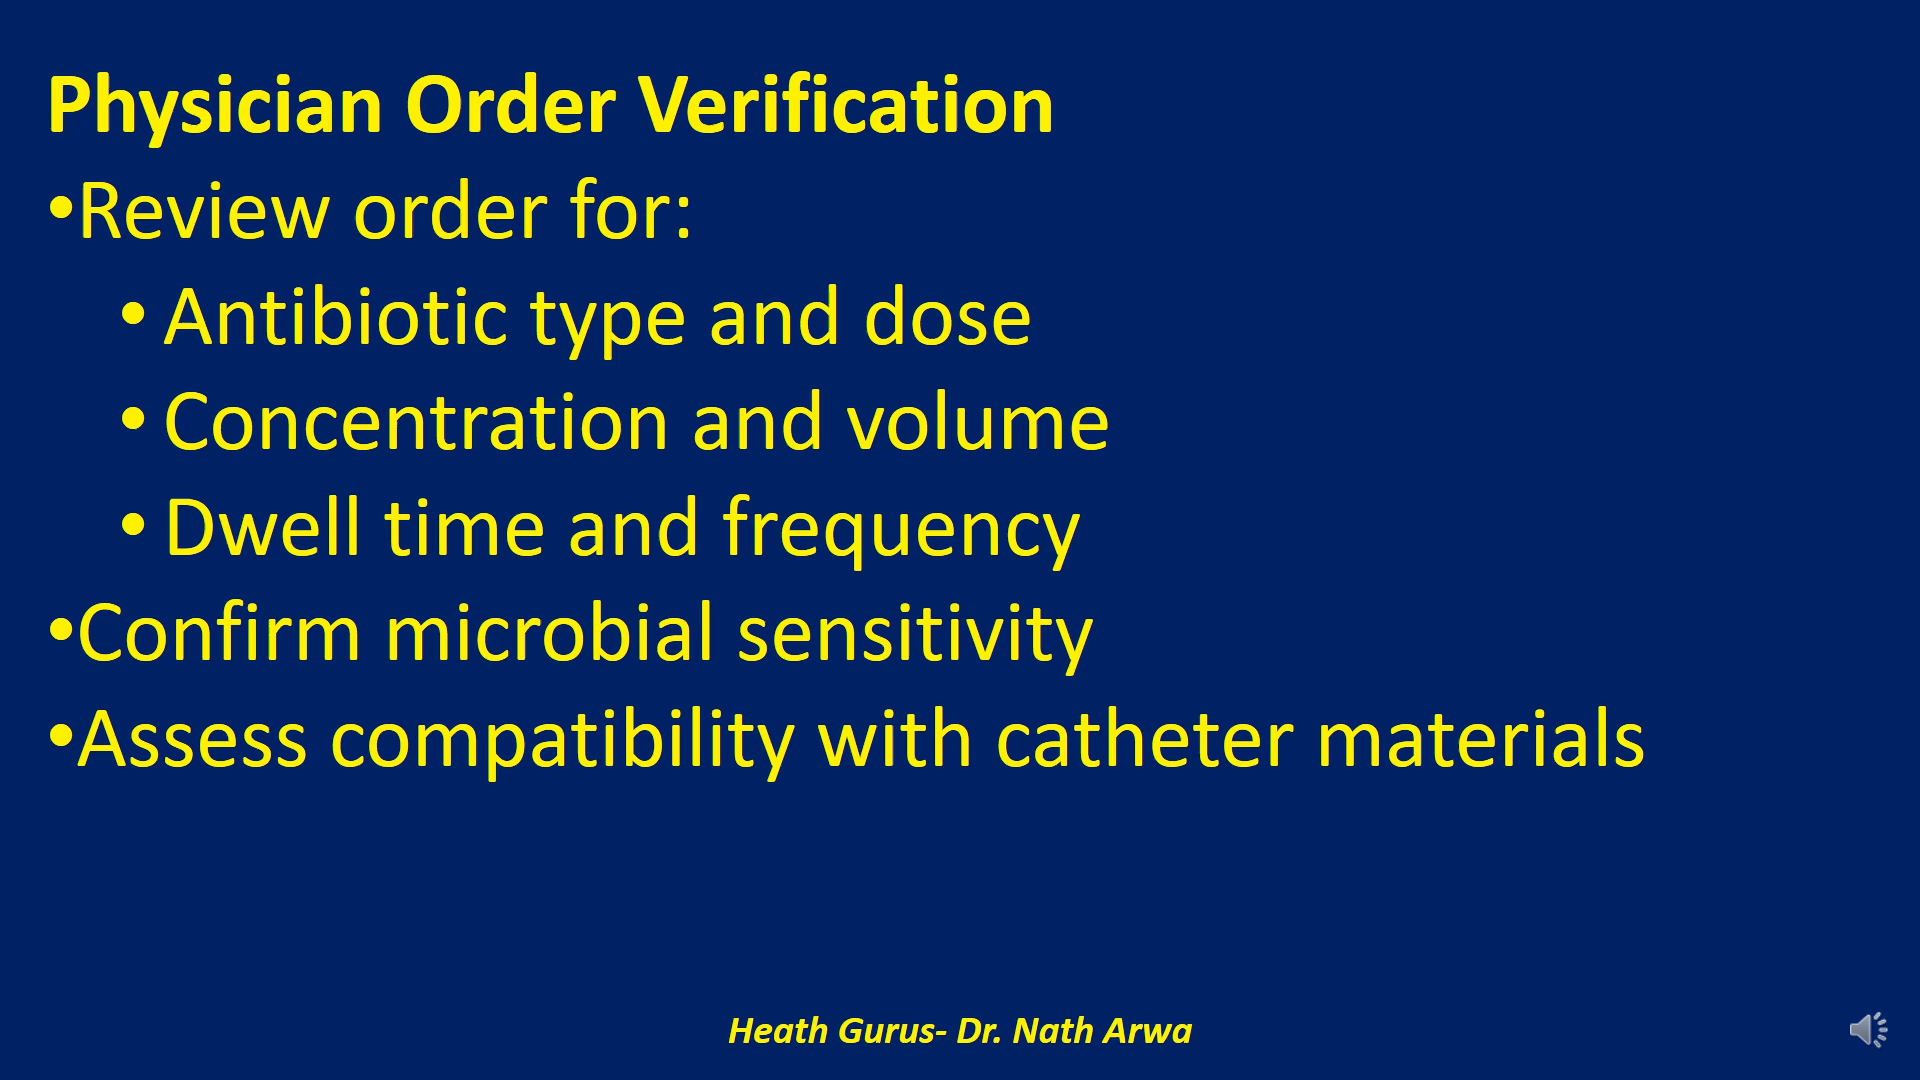 Physician Order Verification
•Review order for:
• Antibiotic type and dose
• Concentration and volume
• Dwell time and frequency
•Confirm microbial sensitivity
•Assess compatibility with catheter materials
Heath Gurus- Dr. Nath Arwa